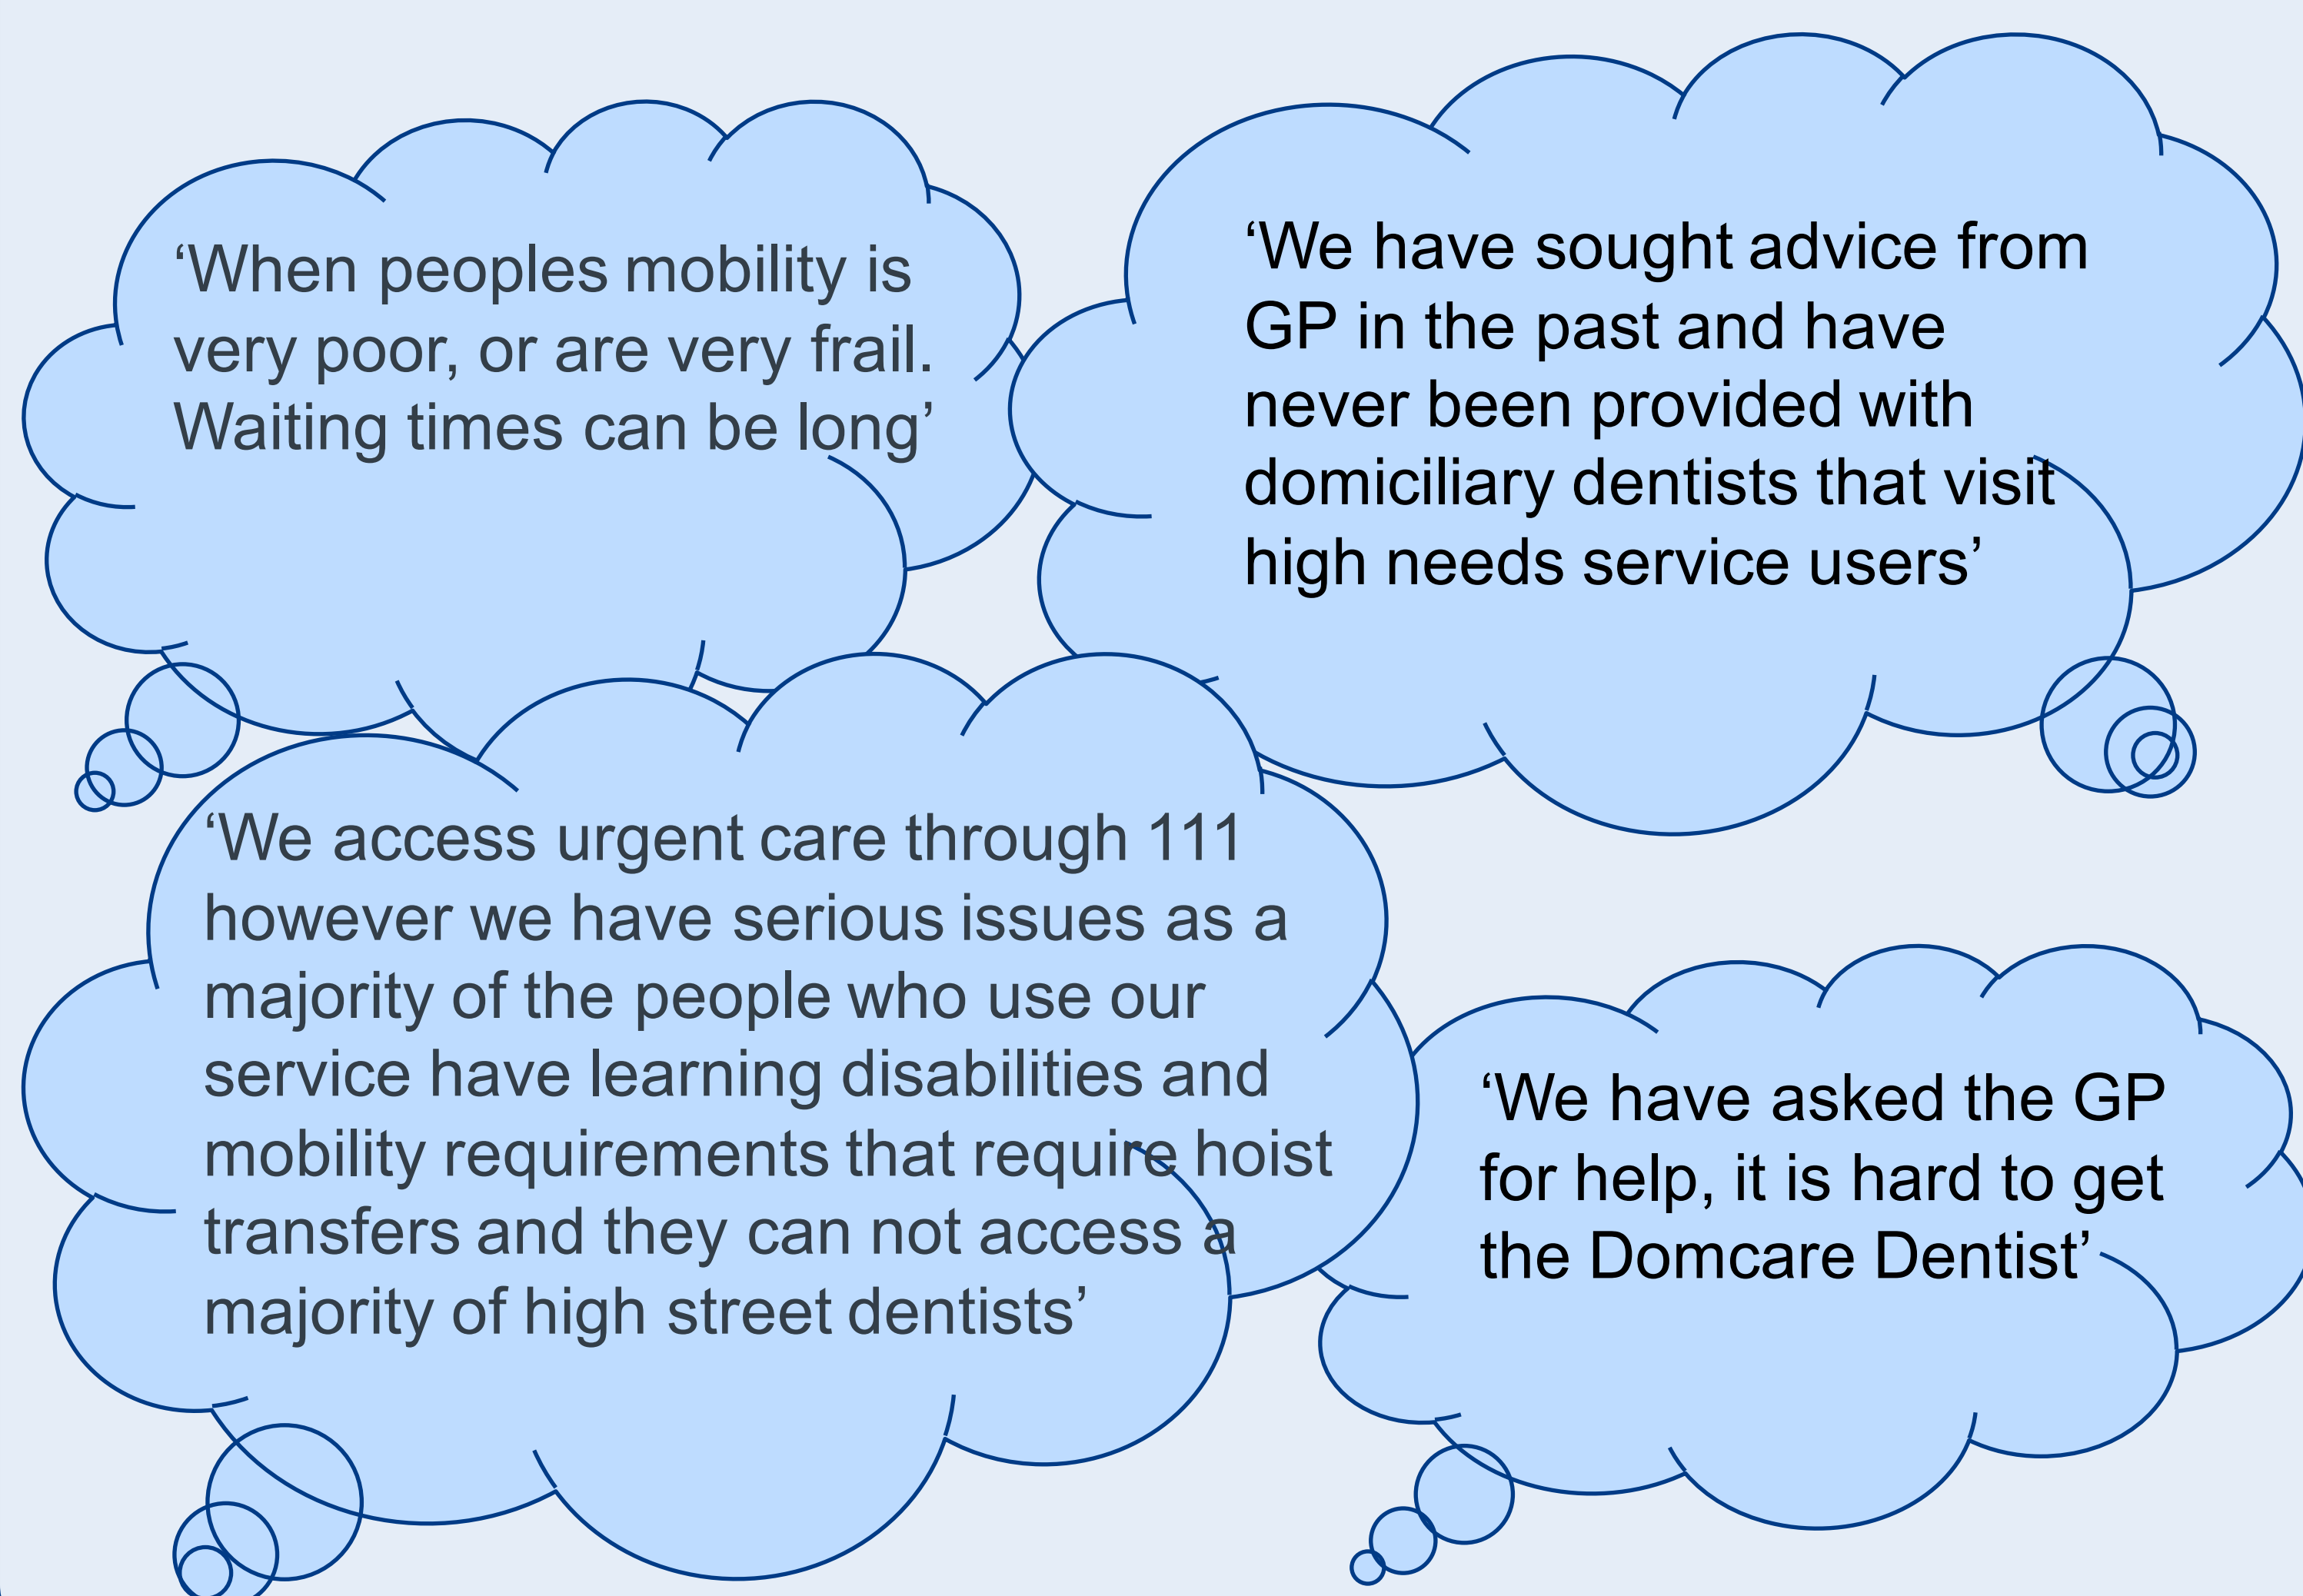 ‘When peoples mobility is
very poor, or are very frail.
Waiting times can be long’
‘We have sought advice from
GP in the past and have
never been provided with
domiciliary dentists that visit
high needs service users’
‘We access urgent care through 111
however we have serious issues as a
majority of the people who use our
service have learning disabilities and
mobility requirements that require hoist
transfers and they can not access a
majority of high street dentists’
‘We have asked the GP
for help, it is hard to get
the Domcare Dentist’